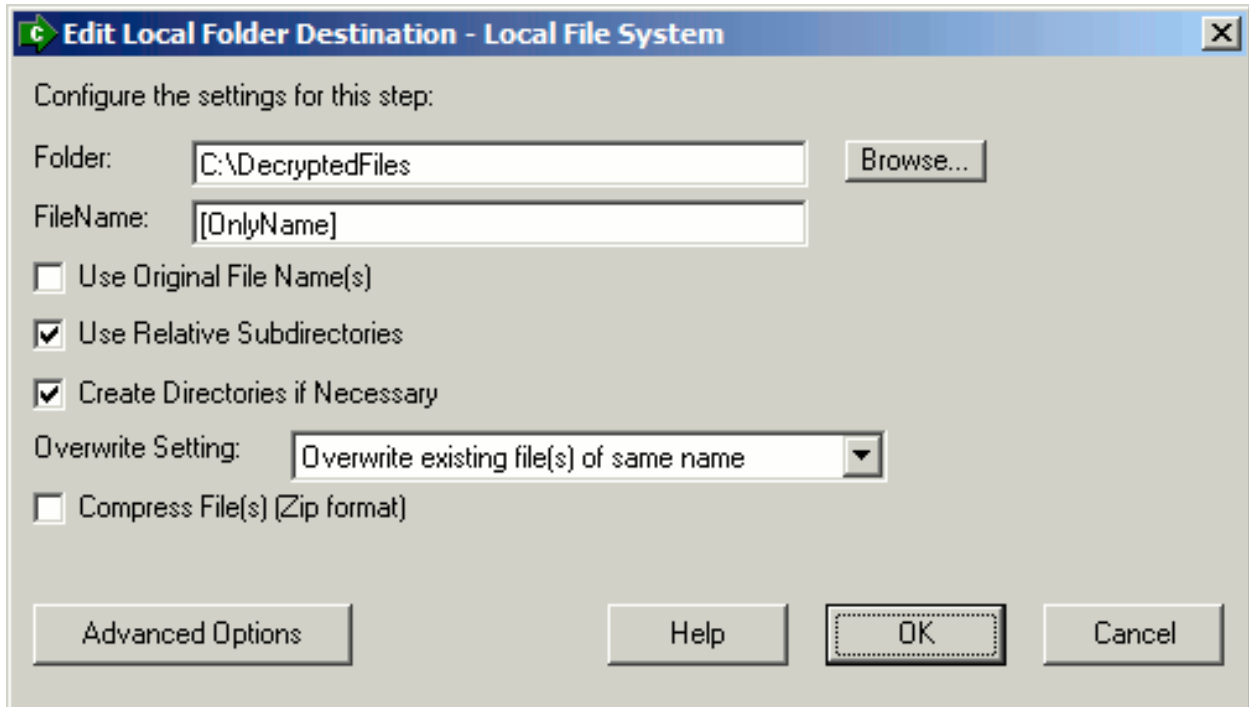 C Edit Local Folder Destination - Local File System
Configure the settings for this step:
Folder: C:\DecryptedFiles Browse...
FileName: [OnlyName]
Use Original File Name(s)
Use Relative Subdirectories
Create Directories if Necessary
Overwrite Setting: Overwrite existing file(s) of same name
Compress File(s) (Zip format)
Advanced Options Help OK Cancel